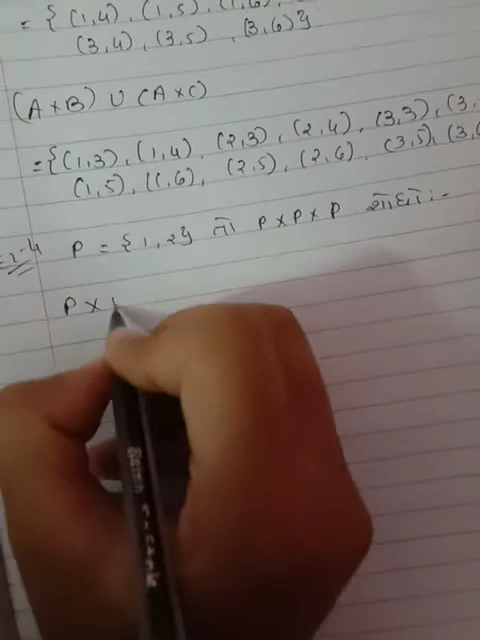 = { (1,4), (1,5), (1,6),
(3,4), (3,5), (3,6)}
(A×B) ∪ (A×C)
={(1,3), (1,4), (2,3), (2,4), (3,3), (3,
(1,5), (1,6), (2,5), (2,6), (3,5), (3,6
P = {1,2} તો P×P×P શોધો:-
P ×